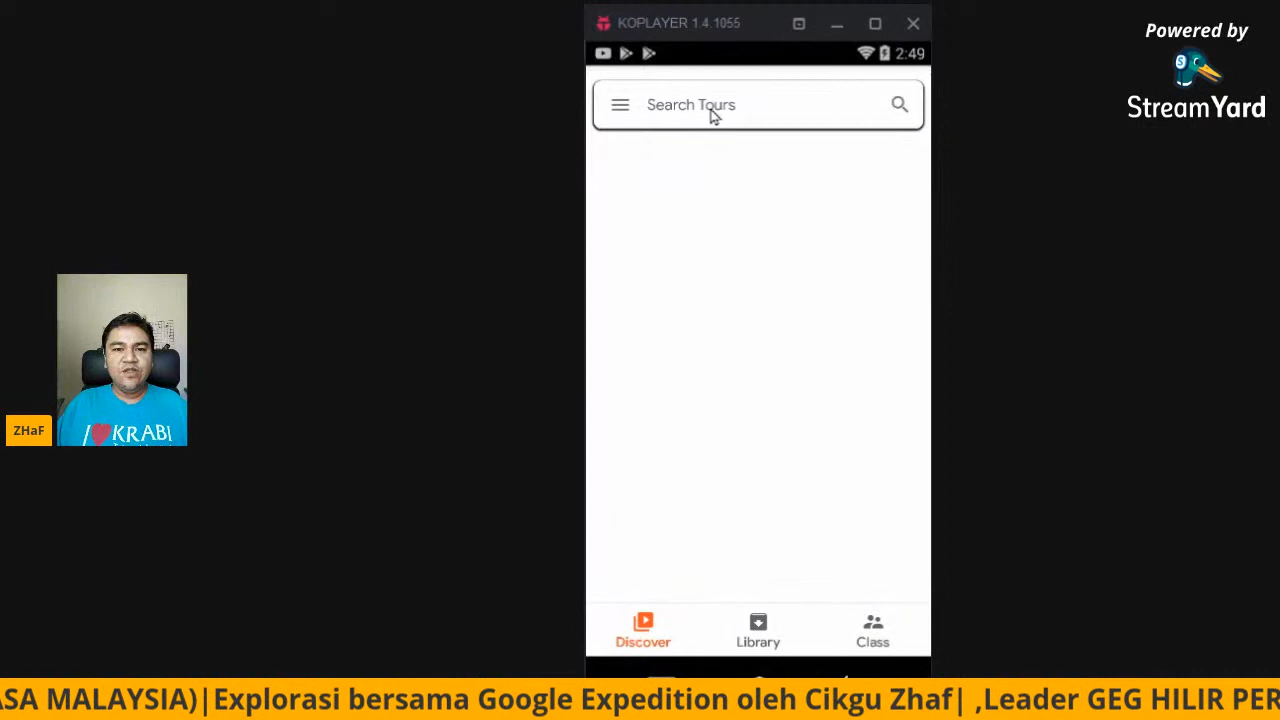 KOPLAYER 1.4.1055
2:49
Search Tours
Discover
Library
Class
Powered by
StreamYard
ZHaF
I ❤ KRABI
ASA MALAYSIA)|Explorasi bersama Google Expedition oleh Cikgu Zhaf| ,Leader GEG HILIR PER